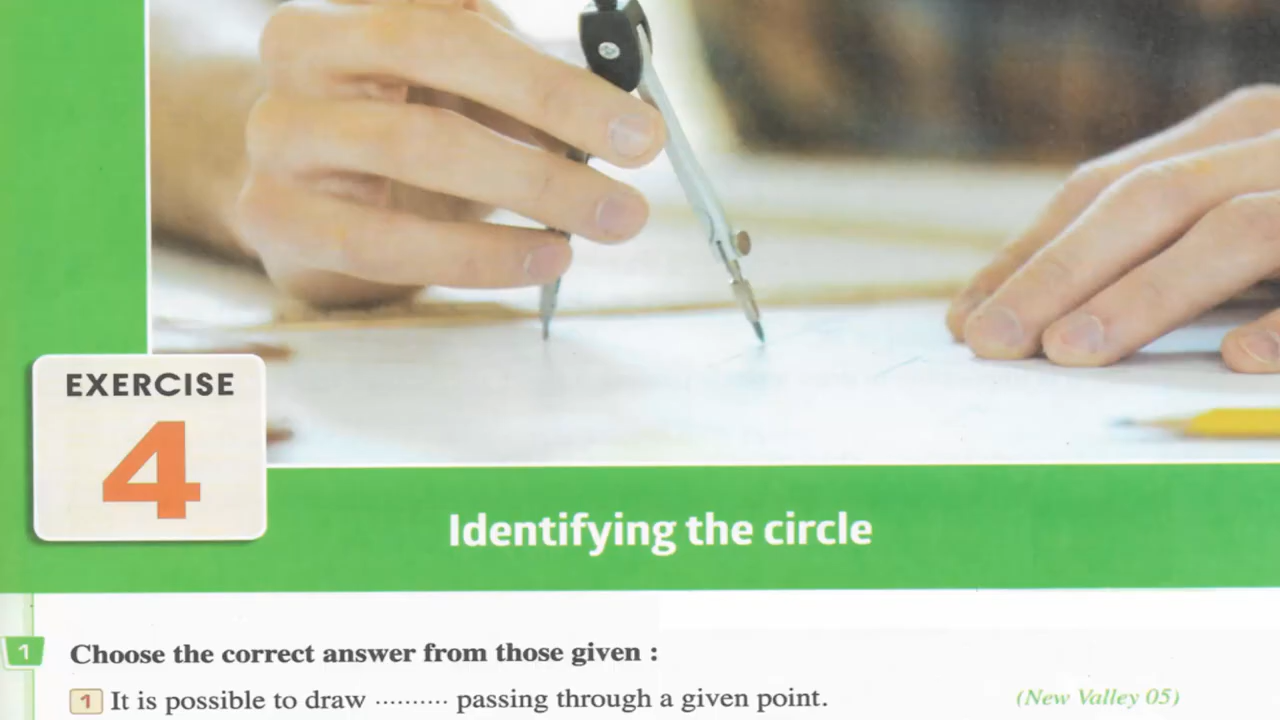 EXERCISE
4
Identifying the circle
1 Choose the correct answer from those given :
1 It is possible to draw .......... passing through a given point. (New Valley 05)